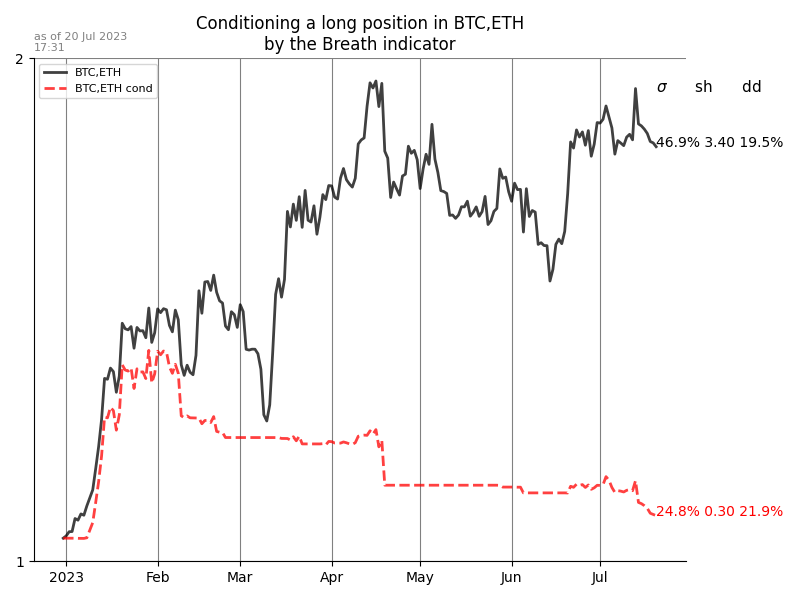 Conditioning a long position in BTC,ETH
by the Breath indicator
as of 20 Jul 2023
17:31
2
BTC,ETH
BTC,ETH cond
σ sh dd
46.9% 3.40 19.5%
24.8% 0.30 21.9%
1
2023 Feb Mar Apr May Jun Jul